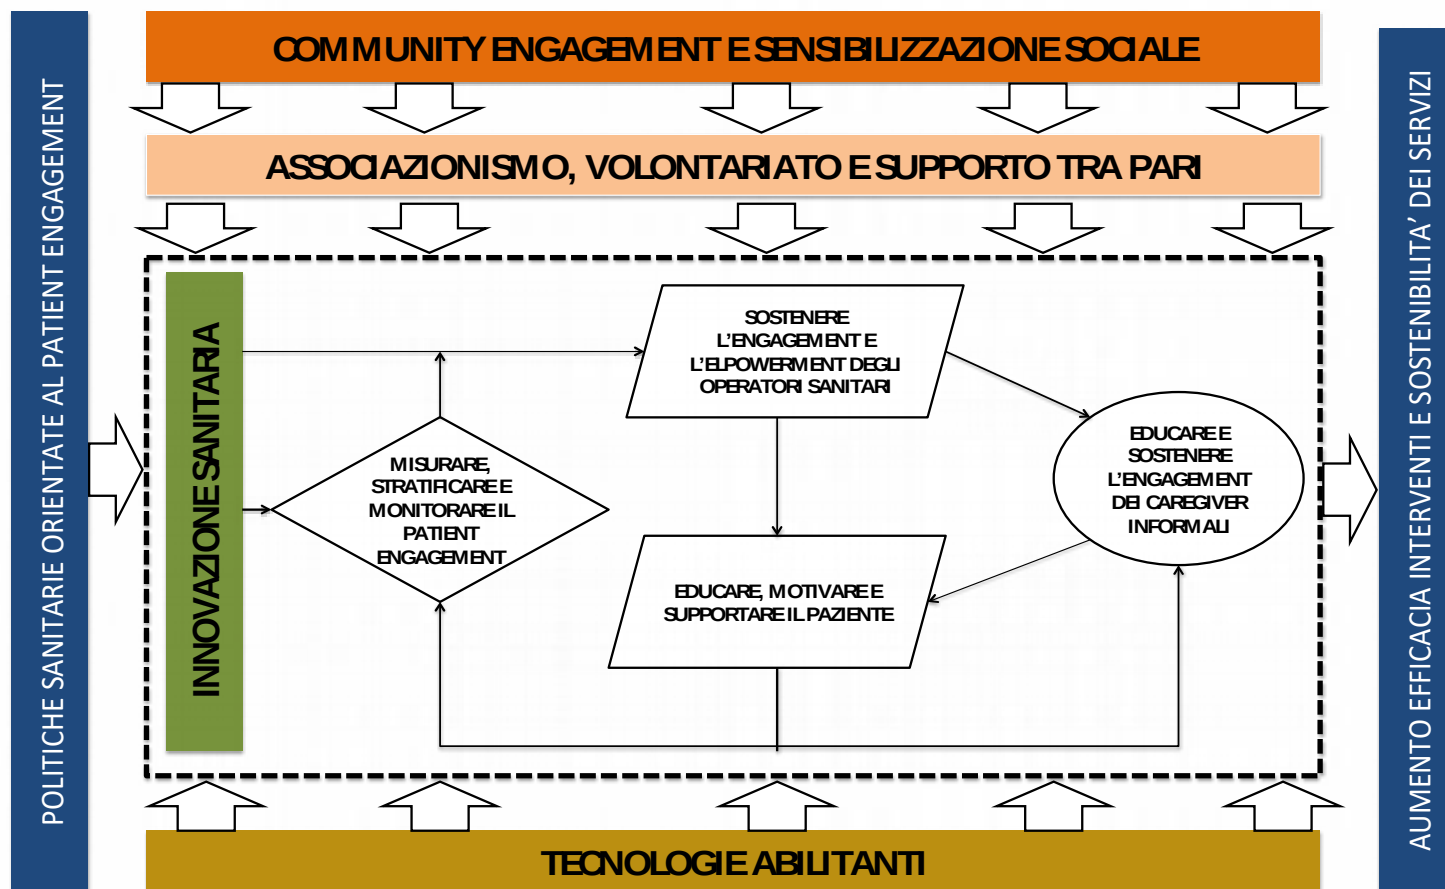 COMMUNITY ENGAGEMENT E SENSIBILIZZAZIONE SOCIALE
ASSOCIAZIONISMO, VOLONTARIATO E SUPPORTO TRA PARI
POLITICHE SANITARIE ORIENTATE AL PATIENT ENGAGEMENT
INNOVAZIONE SANITARIA
MISURARE,
STRATIFICARE E
MONITORARE IL
PATIENT
ENGAGEMENT
SOSTENERE
L'ENGAGEMENT E
L'ELPOWERMENT DEGLI
OPERATORI SANITARI
EDUCARE, MOTIVARE E
SUPPORTARE IL PAZIENTE
EDUCARE E
SOSTENERE
L'ENGAGEMENT
DEI CAREGIVER
INFORMALI
AUMENTO EFFICACIA INTERVENTI E SOSTENIBILITA' DEI SERVIZI
TECNOLOGIE ABILITANTI